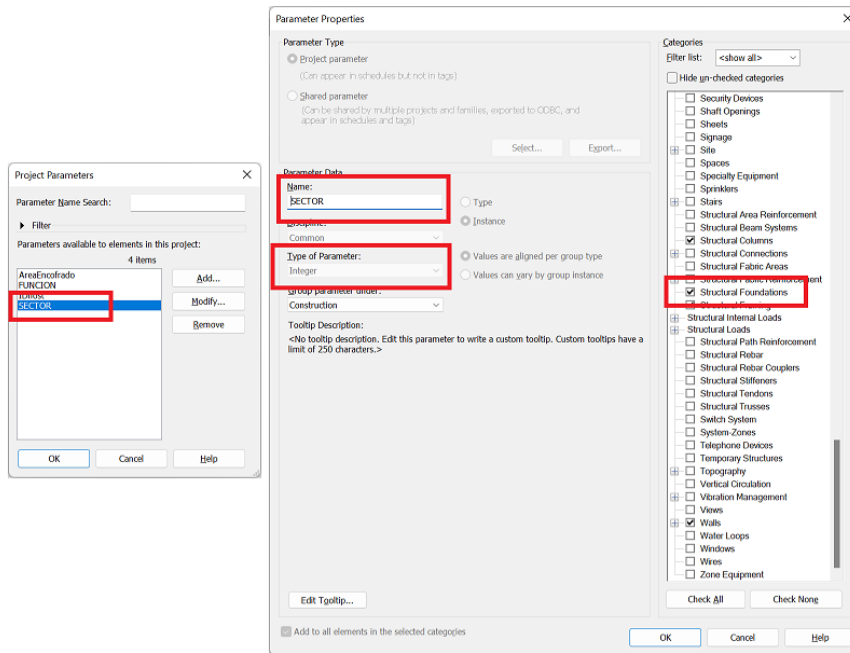 Project Parameters
Parameter Name Search:
Filter
Parameters available to elements in this project:
4 items
AreaEncofrado
FUNCION
SECTOR
Add...
Modify...
Remove
OK
Cancel
Help
Parameter Properties
Parameter Type
Project parameter
(Can appear in schedules but not in tags)
Shared parameter
(Can be shared by multiple projects and families, exported to ODBC, and
appear in schedules and tags)
Select...
Export...
Parameter Data
Name:
SECTOR
Discipline:
Common
Type of Parameter:
Integer
Group parameter under:
Construction
Type
Instance
Values are aligned per group type
Values can vary by group instance
Tooltip Description:
<No tooltip description. Edit this parameter to write a custom tooltip. Custom tooltips have a
limit of 250 characters.>
Edit Tooltip...
Add to all elements in the selected categories
Categories
Filter list:
<show all>
Hide un-checked categories
Security Devices
Shaft Openings
Sheets
Signage
Site
Spaces
Specialty Equipment
Sprinklers
Stairs
Structural Area Reinforcement
Structural Beam Systems
Structural Columns
Structural Connections
Structural Fabric Areas
Structural Fabric Reinforcement
Structural Foundations
Structural Framing
Structural Internal Loads
Structural Loads
Structural Path Reinforcement
Structural Rebar
Structural Rebar Couplers
Structural Stiffeners
Structural Tendons
Structural Trusses
Switch System
System-Zones
Telephone Devices
Temporary Structures
Topography
Vertical Circulation
Vibration Management
Views
Walls
Water Loops
Windows
Wires
Zone Equipment
Check All
Check None
OK
Cancel
Help